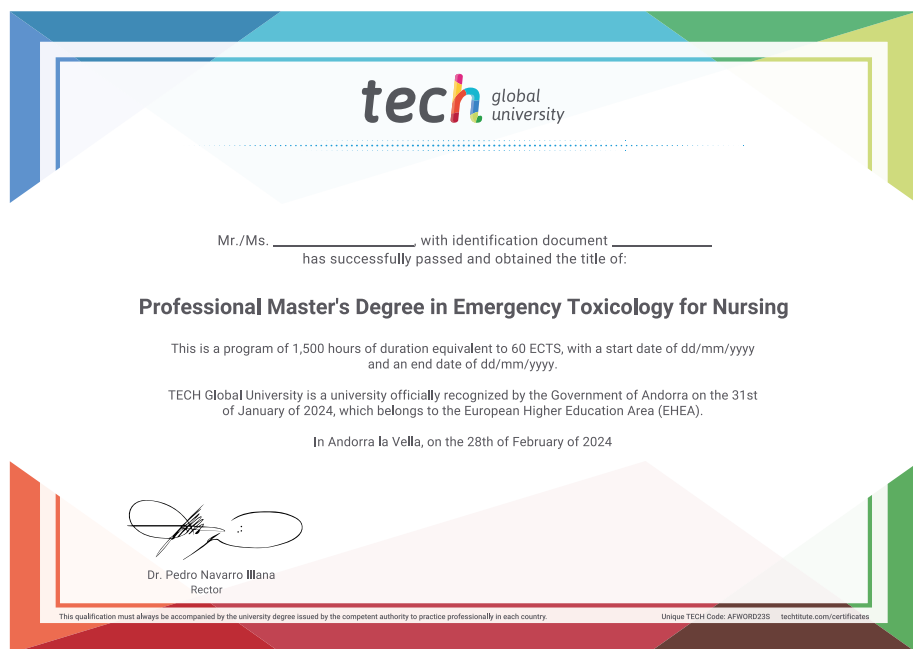 tech global university
Mr./Ms. ____________, with identification document ____________
has successfully passed and obtained the title of:
Professional Master's Degree in Emergency Toxicology for Nursing
This is a program of 1,500 hours of duration equivalent to 60 ECTS, with a start date of dd/mm/yyyy
and an end date of dd/mm/yyyy.
TECH Global University is a university officially recognized by the Government of Andorra on the 31st
of January of 2024, which belongs to the European Higher Education Area (EHEA).
In Andorra la Vella, on the 28th of February of 2024
Dr. Pedro Navarro Illana
Rector
This qualification must always be accompanied by the university degree issued by the competent authority to practice professionally in each country.
Unique TECH Code: AFWORD23S techtitute.com/certificates